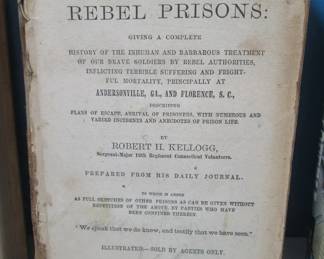 REBEL PRISONS:
GIVING A COMPLETE
HISTORY OF THE INHUMAN AND BARBAROUS TREATMENT
OF OUR BRAVE SOLDIERS BY REBEL AUTHORITIES,
INFLICTING TERRIBLE SUFFERING AND FRIGHT-
FUL MORTALITY, PRINCIPALLY AT
ANDERSONVILLE, GA., AND FLORENCE, S. C.,
DESCRIBING
PLANS OF ESCAPE, ARRIVAL OF PRISONERS, WITH NUMEROUS AND
VARIED INCIDENTS AND ANECDOTES OF PRISON LIFE.
BY
ROBERT H. KELLOGG,
Sergeant-Major 16th Regiment Connecticut Volunteers.
PREPARED FROM HIS DAILY JOURNAL.
TO WHICH IS ADDED
AS FULL SKETCHES OF OTHER PRISONS AS CAN BE GIVEN WITHOUT
REPETITION OF THE ABOVE, BY PARTIES WHO HAVE
BEEN CONFINED THEREIN.
"We speak that we do know, and testify that we have seen."
ILLUSTRATED—SOLD BY AGENTS ONLY.